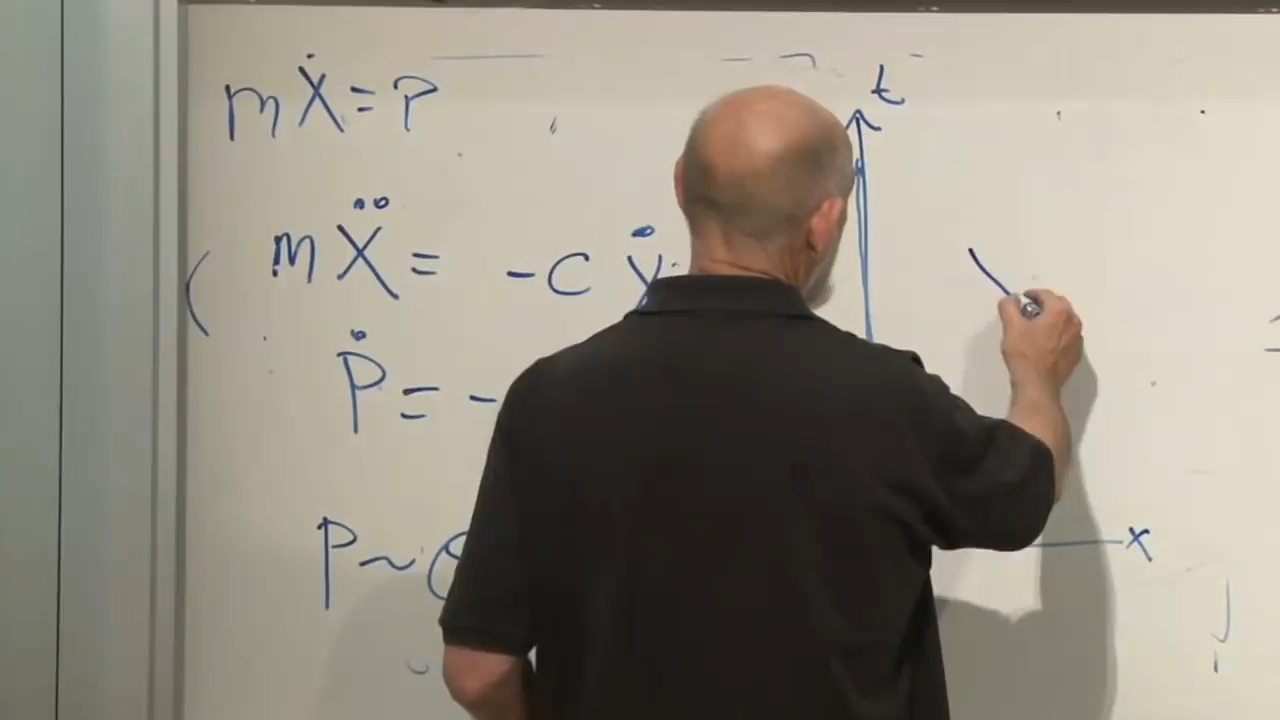 mẋ = P
t
( mẍ = -c ẋ
Ṗ = -
P ~
x